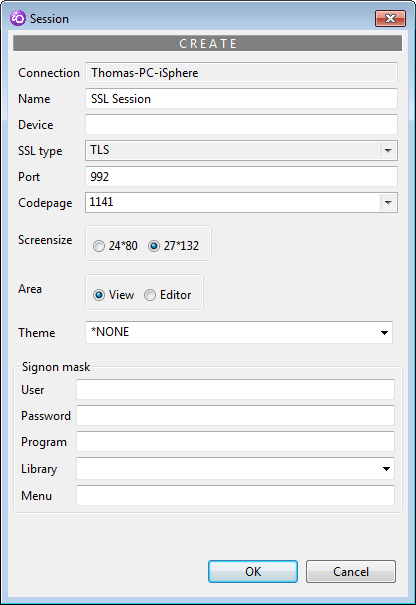 Session
CREATE
Connection Thomas-PC-iSphere
Name SSL Session
Device
SSL type TLS
Port 992
Codepage 1141
Screensize 24*80 27*132
Area View Editor
Theme *NONE
Signon mask
User
Password
Program
Library
Menu
OK Cancel